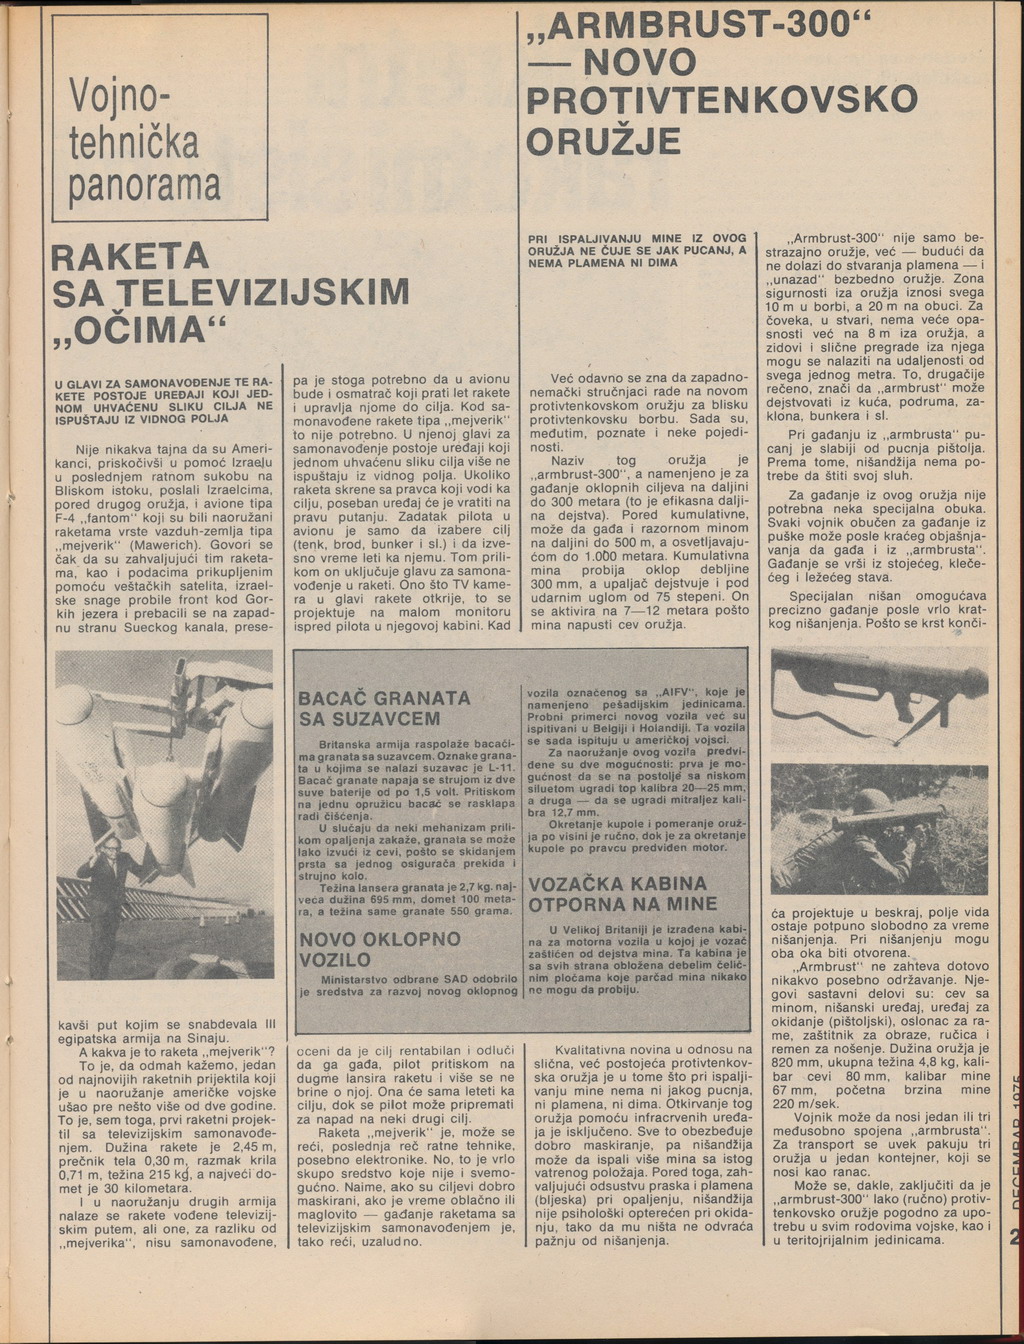 Vojno-
tehnička
panorama
RAKETA
SA TELEVIZIJSKIM
„OČIMA“
U GLAVI ZA SAMONAVOĐENJE TE RA-
KETE POSTOJE UREĐAJI KOJI JED-
NOM UHVAĆENU SLIKU CILJA NE
ISPUŠTAJU IZ VIDNOG POLJA
Nije nikakva tajna da su Ameri-
kanci, priskočivši u pomoć Izraelu
u poslednjem ratnom sukobu na
Bliskom istoku, poslali Izraelcima,
pored drugog oružja, i avione tipa
F-4 „fantom“ koji su bili naoružani
raketama vrste vazduh-zemlja tipa
„mejverik“ (Mawerich). Govori se
čak da su zahvaljujući tim raketa-
ma, kao i podacima prikupljenim
pomoću veštačkih satelita, izrael-
ske snage probile front kod Gor-
kih jezera i prebacili se na zapad-
nu stranu Sueckog kanala, prese-
kavši put kojim se snabdevala III
egipatska armija na Sinaju.
A kakva je to raketa „mejverik“?
To je, da odmah kažemo, jedan
od najnovijih raketnih prijektila koji
je u naoružanje američke vojske
ušao pre nešto više od dve godine.
To je, sem toga, prvi raketni projek-
til sa televizijskim samonavođe-
njem. Dužina rakete je 2,45 m,
prečnik tela 0,30 m, razmak krila
0,71 m, težina 215 kg, a najveći do-
met je 30 kilometara.
I u naoružanju drugih armija
nalaze se rakete vođene televizij-
skim putem, ali one, za razliku od
„mejverika“, nisu samonavođene,
pa je stoga potrebno da u avionu
bude i osmatrač koji prati let rakete
i upravlja njome do cilja. Kod sa-
monavođene rakete tipa „mejverik“
to nije potrebno. U njenoj glavi za
samonavođenje postoje uređaji koji
jednom uhvaćenu sliku cilja više ne
ispuštaju iz vidnog polja. Ukoliko
raketa skrene sa pravca koji vodi ka
cilju, poseban uređaj će je vratiti na
pravu putanju. Zadatak pilota u
avionu je samo da izabere cilj
(tenk, brod, bunker i sl.) i da izve-
sno vreme leti ka njemu. Tom prili-
kom on uključuje glavu za samona-
vođenje u raketi. Ono što TV kame-
ra u glavi rakete otkrije, to se
projektuje na malom monitoru
ispred pilota u njegovoj kabini. Kad
oceni da je cilj rentabilan i odluči
da ga gađa, pilot pritiskom na
dugme lansira raketu i više se ne
brine o njoj. Ona će sama leteti ka
cilju, dok se pilot može pripremati
za napad na neki drugi cilj.
Raketa „mejverik“ je, može se
reći, poslednja reč ratne tehnike,
posebno elektronike. No, to je vrlo
skupo sredstvo koje nije i svemo-
gućno. Naime, ako su ciljevi dobro
maskirani, ako je vreme oblačno ili
maglovito — gađanje raketama sa
televizijskim samonavođenjem je,
tako reći, uzaludno.
BACAČ GRANATA
SA SUZAVCEM
Britanska armija raspolaže bacači-
ma granata sa suzavcem. Oznake grana-
ta u kojima se nalazi suzavac je L-11.
Bacač granate napaja se strujom iz dve
suve baterije od po 1,5 volt. Pritiskom
na jednu opružicu bacač se rasklapa
radi čišćenja.
U slučaju da neki mehanizam prili-
kom opaljenja zakaže, granata se može
lako izvući iz cevi, pošto se skidanjem
prsta sa jednog osigurača prekida i
strujno kolo.
Težina lansera granata je 2,7 kg. naj-
veća dužina 695 mm, domet 100 meta-
ra, a težina same granate 550 grama.
NOVO OKLOPNO
VOZILO
Ministarstvo odbrane SAD odobrilo
je sredstva za razvoj novog oklopnog
vozila označenog sa „AIFV“, koje je
namenjeno pešadijskim jedinicama.
Probni primerci novog vozila već su
ispitivani u Belgiji i Holandiji. Ta vozila
se sada ispituju u američkoj vojsci.
Za naoružanje ovog vozila predvi-
đene su dve mogućnosti: prva je mo-
gućnost da se na postolje sa niskom
siluetom ugradi top kalibra 20—25 mm,
a druga — da se ugradi mitraljez kali-
bra 12,7 mm.
Okretanje kupole i pomeranje oruž-
ja po visini je ručno, dok je za okretanje
kupole po pravcu predviđen motor.
VOZAČKA KABINA
OTPORNA NA MINE
U Velikoj Britaniji je izrađena kabi-
na za motorna vozila u kojoj je vozač
zaštićen od dejstva mina. Ta kabina je
sa svih strana obložena debelim čelič-
nim pločama koje parčad mina nikako
ne mogu da probiju.
„ARMBRUST-300“
— NOVO
PROTIVTENKOVSKO
ORUŽJE
PRI ISPALJIVANJU MINE IZ OVOG
ORUŽJA NE ČUJE SE JAK PUCANJ, A
NEMA PLAMENA NI DIMA
Već odavno se zna da zapadno-
nemački stručnjaci rade na novom
protivtenkovskom oružju za blisku
protivtenkovsku borbu. Sada su,
međutim, poznate i neke pojedi-
nosti.
Naziv tog oružja je
„armbrust-300“, a namenjeno je za
gađanje oklopnih ciljeva na daljini
do 300 metara (to je efikasna dalji-
na dejstva). Pored kumulativne,
može da gađa i razornom minom
na daljini do 500 m, a osvetljavaju-
ćom do 1.000 metara. Kumulativna
mina probija oklop debljine
300 mm, a upaljač dejstvuje i pod
udarnim uglom od 75 stepeni. On
se aktivira na 7—12 metara pošto
mina napusti cev oružja.
Kvalitativna novina u odnosu na
slična, već postojeća protivtenkov-
ska oružja je u tome što pri ispalji-
vanju mine nema ni jakog pucnja,
ni plamena, ni dima. Otkrivanje tog
oružja pomoću infracrvenih uređa-
ja je isključeno. Sve to obezbeđuje
dobro maskiranje, pa nišandžija
može da ispali više mina sa istog
vatrenog položaja. Pored toga, zah-
valjujući odsustvu praska i plamena
(bljeska) pri opaljenju, nišandžija
nije psihološki opterećen pri okida-
nju, tako da mu ništa ne odvraća
pažnju od nišanjenja.
„Armbrust-300“ nije samo be-
strazajno oružje, već — budući da
ne dolazi do stvaranja plamena — i
„unazad“ bezbedno oružje. Zona
sigurnosti iza oružja iznosi svega
10 m u borbi, a 20 m na obuci. Za
čoveka, u stvari, nema veće opa-
snosti već na 8 m iza oružja, a
zidovi i slične pregrade iza njega
mogu se nalaziti na udaljenosti od
svega jednog metra. To, drugačije
rečeno, znači da „armbrust“ može
dejstvovati iz kuća, podruma, za-
klona, bunkera i sl.
Pri gađanju iz „armbrusta“ pu-
canj je slabiji od pucnja pištolja.
Prema tome, nišandžija nema po-
trebe da štiti svoj sluh.
Za gađanje iz ovog oružja nije
potrebna neka specijalna obuka.
Svaki vojnik obučen za gađanje iz
puške može posle kraćeg objašnja-
vanja da gađa i iz „armbrusta“.
Gađanje se vrši iz stojećeg, kleče-
ćeg i ležećeg stava.
Specijalan nišan omogućava
precizno gađanje posle vrlo krat-
kog nišanjenja. Pošto se krst konči-
ća projektuje u beskraj, polje vida
ostaje potpuno slobodno za vreme
nišanjenja. Pri nišanjenju mogu
oba oka biti otvorena.
„Armbrust“ ne zahteva dotovo
nikakvo posebno održavanje. Nje-
govi sastavni delovi su: cev sa
minom, nišanski uređaj, uređaj za
okidanje (pištoljski), oslonac za ra-
me, zaštitnik za obraze, ručica i
remen za nošenje. Dužina oružje je
820 mm, ukupna težina 4,8 kg, kali-
bar cevi 80 mm, kalibar mine
67 mm, početna brzina mine
220 m/sek.
Vojnik može da nosi jedan ili tri
međusobno spojena „armbrusta“.
Za transport se uvek pakuju tri
oružja u jedan kontejner, koji se
nosi kao ranac.
Može se, dakle, zaključiti da je
„armbrust-300“ lako (ručno) protiv-
tenkovsko oružje pogodno za upo-
trebu u svim rodovima vojske, kao i
u teritojrijalnim jedinicama.
DECEMBAR 1975
2